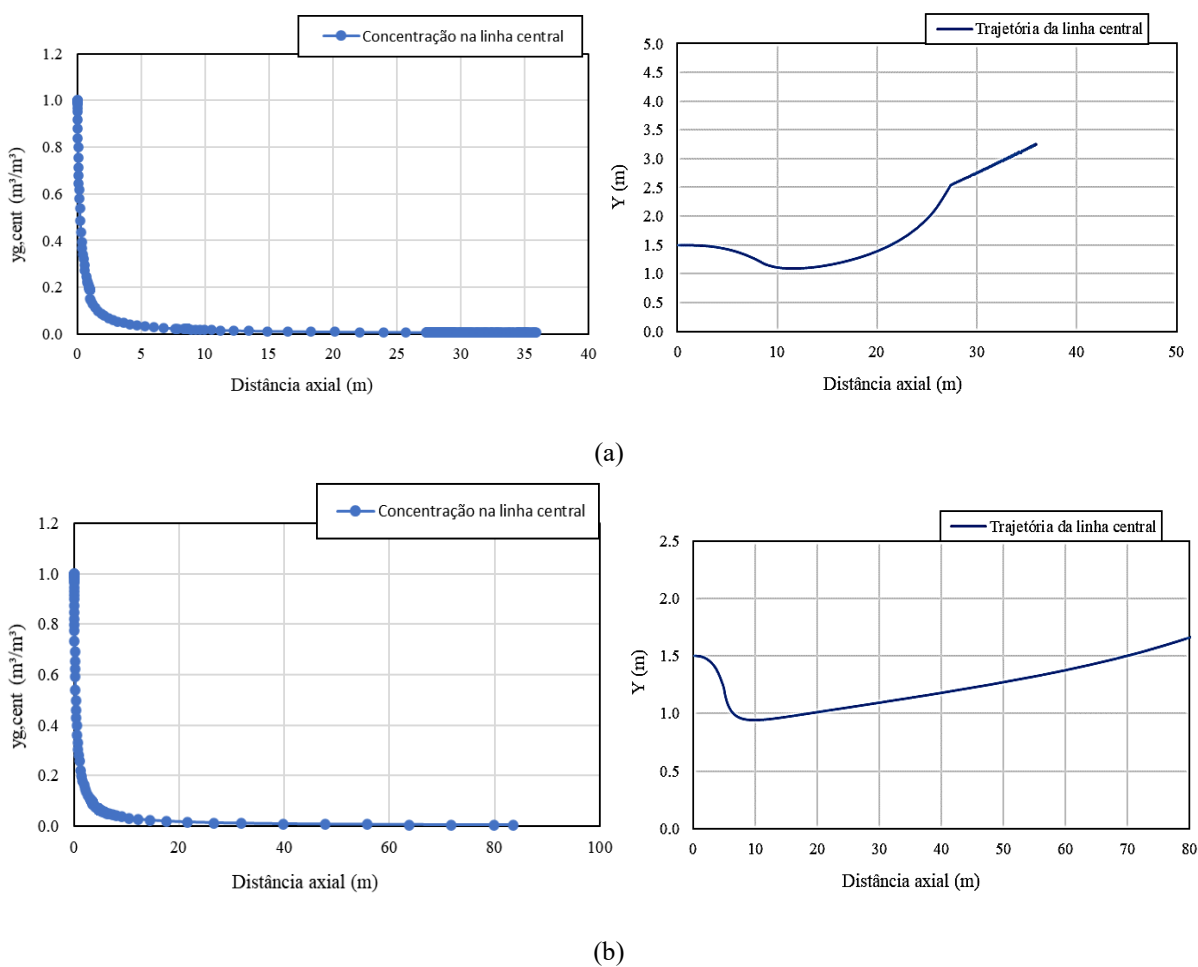 Concentração na linha central
1.2
1.0
0.8
0.6
0.4
0.2
0.0
yg,cent (m³/m³)
0 5 10 15 20 25 30 35 40
Distância axial (m)
Trajetória da linha central
5.0
4.5
4.0
3.5
3.0
2.5
2.0
1.5
1.0
0.5
0.0
Y (m)
0 10 20 30 40 50
Distância axial (m)
(a)
Concentração na linha central
1.2
1.0
0.8
0.6
0.4
0.2
0.0
yg,cent (m³/m³)
0 20 40 60 80 100
Distância axial (m)
Trajetória da linha central
2.5
2.0
1.5
1.0
0.5
0.0
Y (m)
0 10 20 30 40 50 60 70 80
Distância axial (m)
(b)